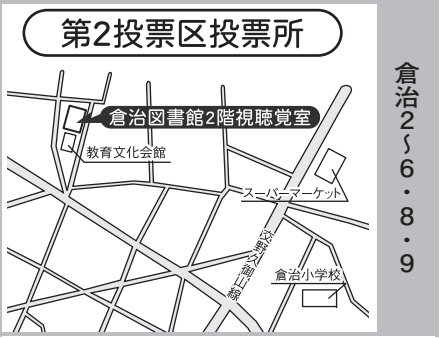 第2投票区投票所
倉治図書館2階視聴覚室
教育文化会館
スーパーマーケット
交野久御山線
倉治小学校
倉治2～6・8・9